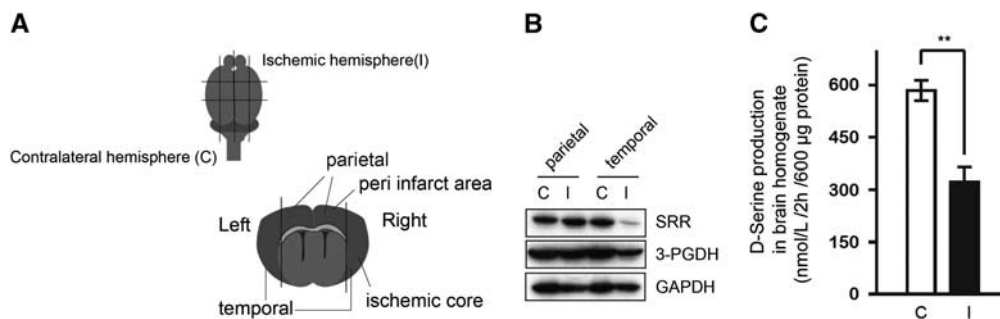 A
Ischemic hemisphere(I)
Contralateral hemisphere (C)
parietal
peri infarct area
Left
Right
temporal
ischemic core
B
parietal
temporal
C I C I
SRR
3-PGDH
GAPDH
C
D-Serine production
in brain homogenate
(nmol/L /2h /600 μg protein)
**
600
450
300
150
0
C I